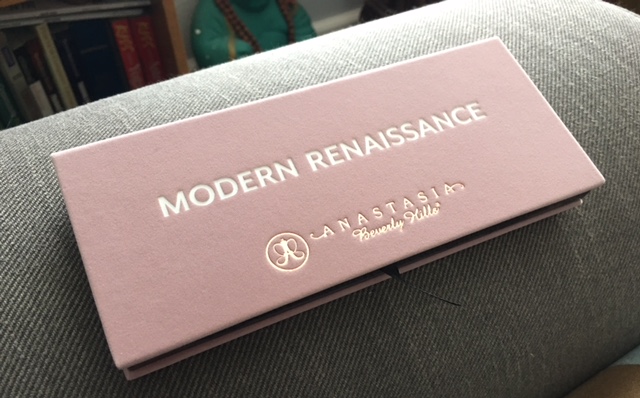 MODERN RENAISSANCE
ANASTASIA
Beverly Hills